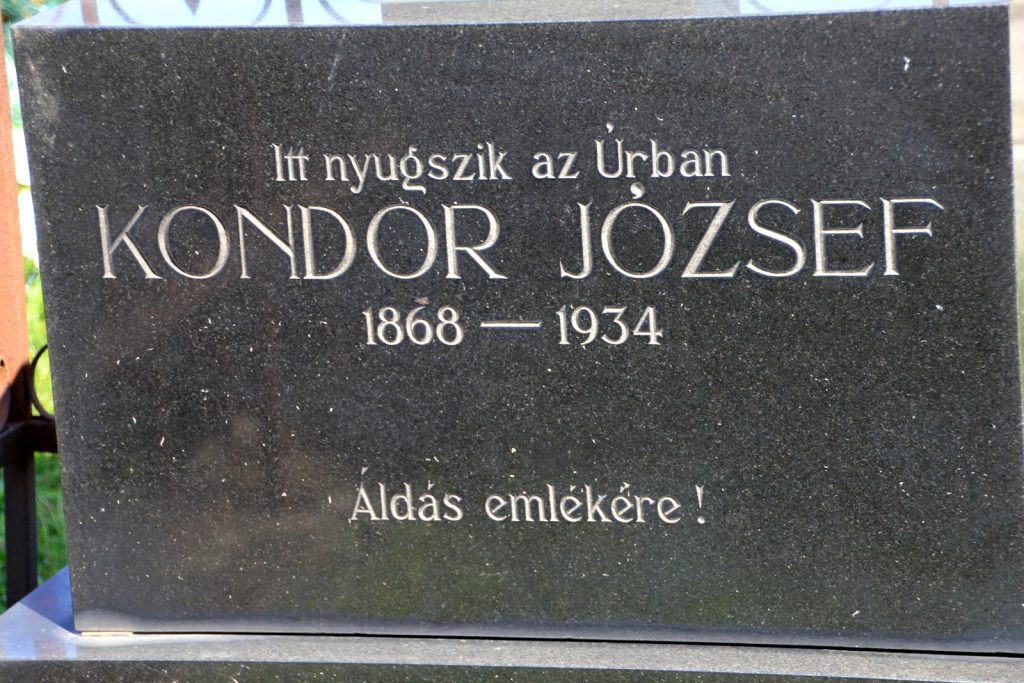 Itt nyugszik az Úrban
KONDOR JÓZSEF
1868 — 1934
Áldás emlékére!